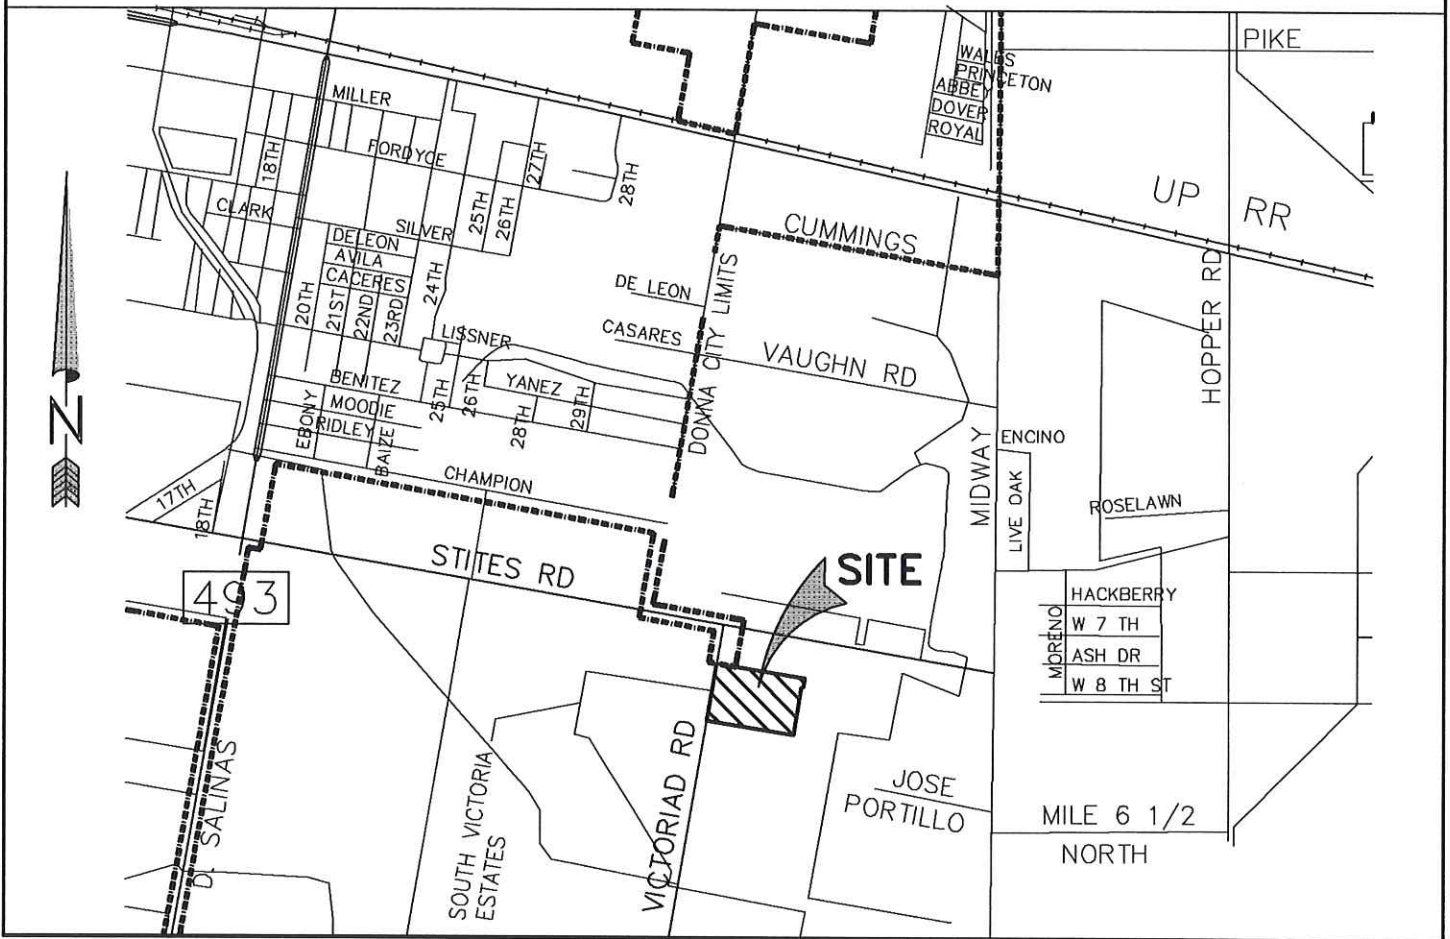 PIKE
WALES
PRINCETON
ABBEY
DOVER
ROYAL
MILLER
FORDYCE
18TH
27TH
28TH
UP RR
CLARK
SILVER
25TH
26TH
CUMMINGS
DELEON
AVILA
CACERES
24TH
20TH
21ST
22ND
23RD
DE LEON
CASARES
LISSNER
DONNA CITY LIMITS
VAUGHN RD
HOPPER RD
BENITEZ
MOODIE
RIDLEY
EBONY
BAIZE
25TH
26TH
YANEZ
28TH
29TH
N
MIDWAY
ENCINO
LIVE OAK
ROSELAWN
CHAMPION
17TH
18TH
STITES RD
SITE
493
HACKBERRY
W 7 TH
ASH DR
W 8 TH ST
MORENO
D. SALINAS
SOUTH VICTORIA
ESTATES
VICTORIAD RD
JOSE
PORTILLO
MILE 6 1/2
NORTH